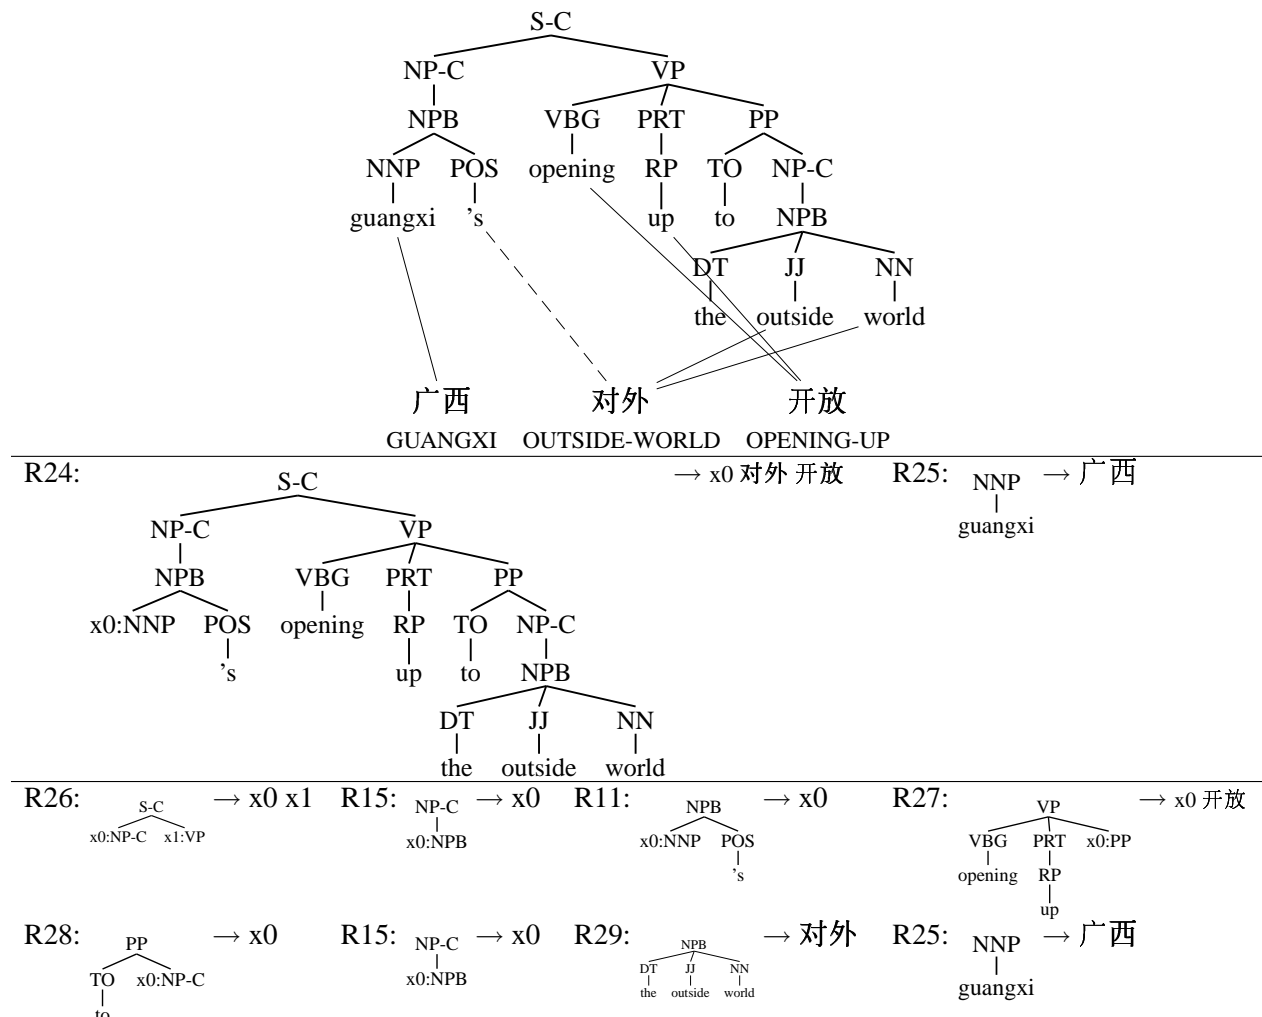 S-C
NP-C VP
NPB VBG PRT PP
NNP POS opening RP TO NP-C
guangxi 's up to NPB
DT JJ NN
the outside world
广西 对外 开放
GUANGXI OUTSIDE-WORLD OPENING-UP
R24: S-C → x0 对外 开放 R25: NNP → 广西
guangxi
NP-C VP
NPB VBG PRT PP
x0:NNP POS opening RP TO NP-C
's up to NPB
DT JJ NN
the outside world
R26: S-C → x0 x1 R15: NP-C → x0 R11: NPB → x0 R27: VP → x0 开放
x0:NP-C x1:VP x0:NPB x0:NNP POS VBG PRT x0:PP
's opening RP
up
R28: PP → x0 R15: NP-C → x0 R29: NPB → 对外 R25: NNP → 广西
TO x0:NP-C x0:NPB DT JJ NN guangxi
to the outside world